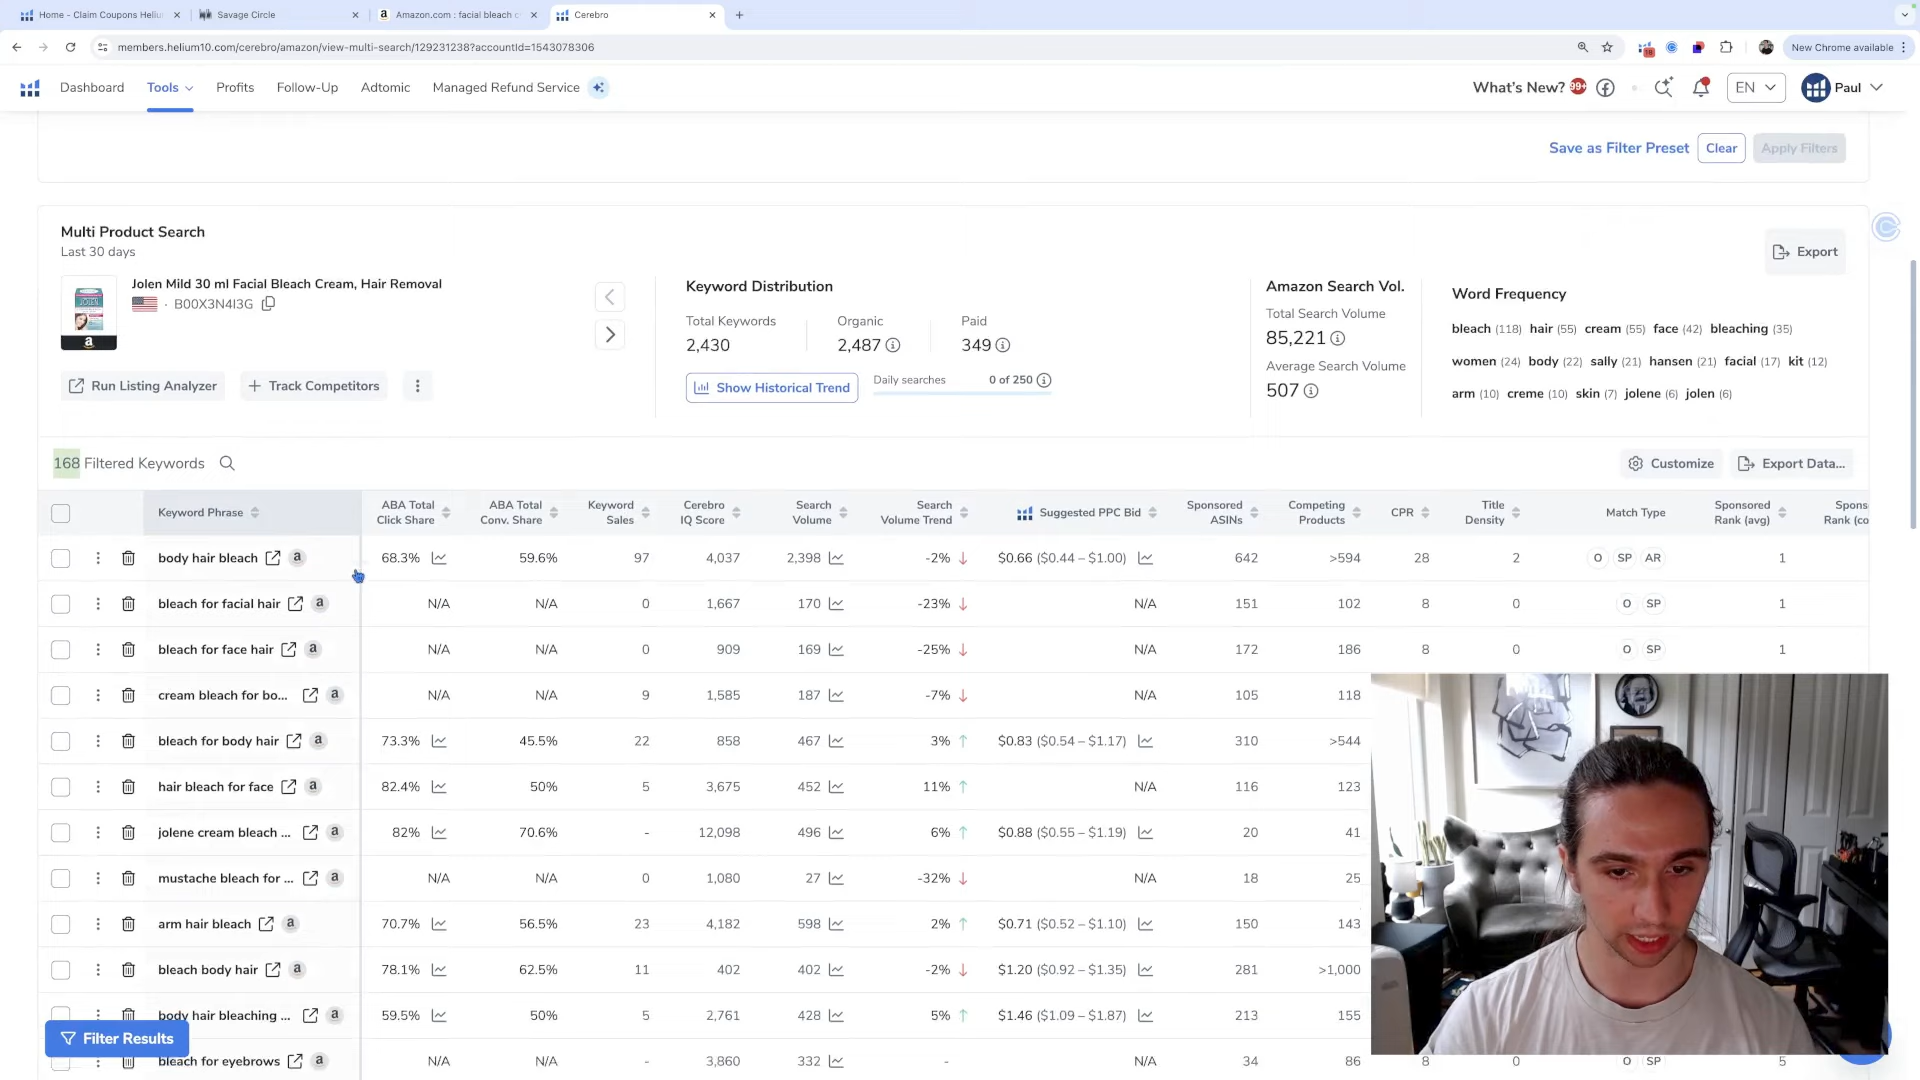 Home - Claim Coupons Heliu
Savage Circle
Amazon.com : facial bleach c
Cerebro
members.helium10.com/cerebro/amazon/view-multi-search/129231238?accountId=1543078306
New Chrome available
Dashboard
Tools
Profits
Follow-Up
Adtomic
Managed Refund Service
What's New?
99+
EN
Paul
Save as Filter Preset
Clear
Apply Filters
Multi Product Search
Last 30 days
Export
Jolen Mild 30 ml Facial Bleach Cream, Hair Removal
· B00X3N4I3G
Run Listing Analyzer
Track Competitors
Keyword Distribution
Total Keywords
2,430
Organic
2,487
Paid
349
Show Historical Trend
Daily searches
0 of 250
Amazon Search Vol.
Total Search Volume
85,221
Average Search Volume
507
Word Frequency
bleach (118) hair (55) cream (55) face (42) bleaching (35)
women (24) body (22) sally (21) hansen (21) facial (17) kit (12)
arm (10) creme (10) skin (7) jolene (6) jolen (6)
168 Filtered Keywords
Customize
Export Data...
Keyword Phrase
ABA Total Click Share
ABA Total Conv. Share
Keyword Sales
Cerebro IQ Score
Search Volume
Search Volume Trend
Suggested PPC Bid
Sponsored ASINs
Competing Products
CPR
Title Density
Match Type
Sponsored Rank (avg)
Spons
Rank (co
body hair bleach 68.3% 59.6% 97 4,037 2,398 -2% $0.66 ($0.44 – $1.00) 642 >594 28 2 O SP AR 1
bleach for facial hair N/A N/A 0 1,667 170 -23% N/A 151 102 8 0 O SP 1
bleach for face hair N/A N/A 0 909 169 -25% N/A 172 186 8 0 O SP 1
cream bleach for bo... N/A N/A 9 1,585 187 -7% N/A 105 118
bleach for body hair 73.3% 45.5% 22 858 467 3% $0.83 ($0.54 – $1.17) 310 >544
hair bleach for face 82.4% 50% 5 3,675 452 11% N/A 116 123
jolene cream bleach ... 82% 70.6% - 12,098 496 6% $0.88 ($0.55 – $1.19) 20 41
mustache bleach for ... N/A N/A 0 1,080 27 -32% N/A 18 25
arm hair bleach 70.7% 56.5% 23 4,182 598 2% $0.71 ($0.52 – $1.10) 150 143
bleach body hair 78.1% 62.5% 11 402 402 -2% $1.20 ($0.92 – $1.35) 281 >1,000
body hair bleaching ... 59.5% 50% 5 2,761 428 5% $1.46 ($1.09 – $1.87) 213 155
Filter Results
bleach for eyebrows N/A N/A - 3,860 332 - N/A 34 86 8 0 O SP 5